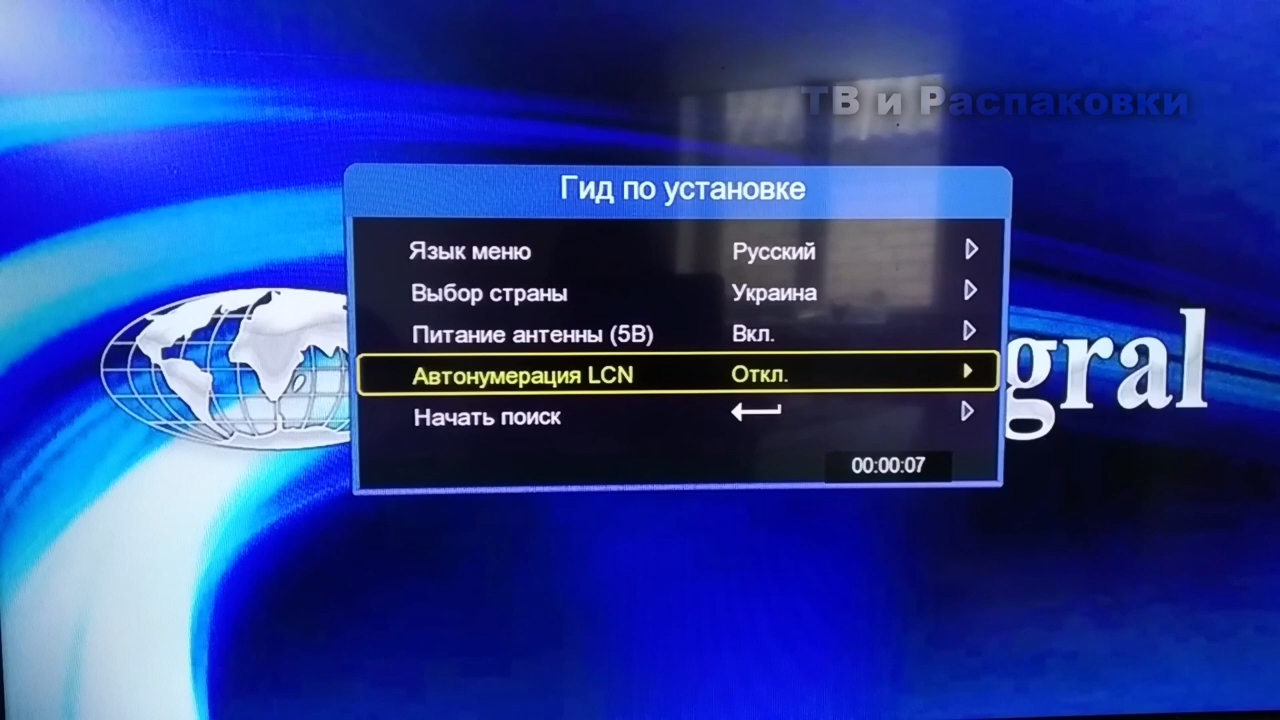 ТВ и Распаковки
Гид по установке
Язык меню Русский
Выбор страны Украина
Питание антенны (5В) Вкл.
Автонумерация LCN Откл.
Начать поиск
00:00:07
gral